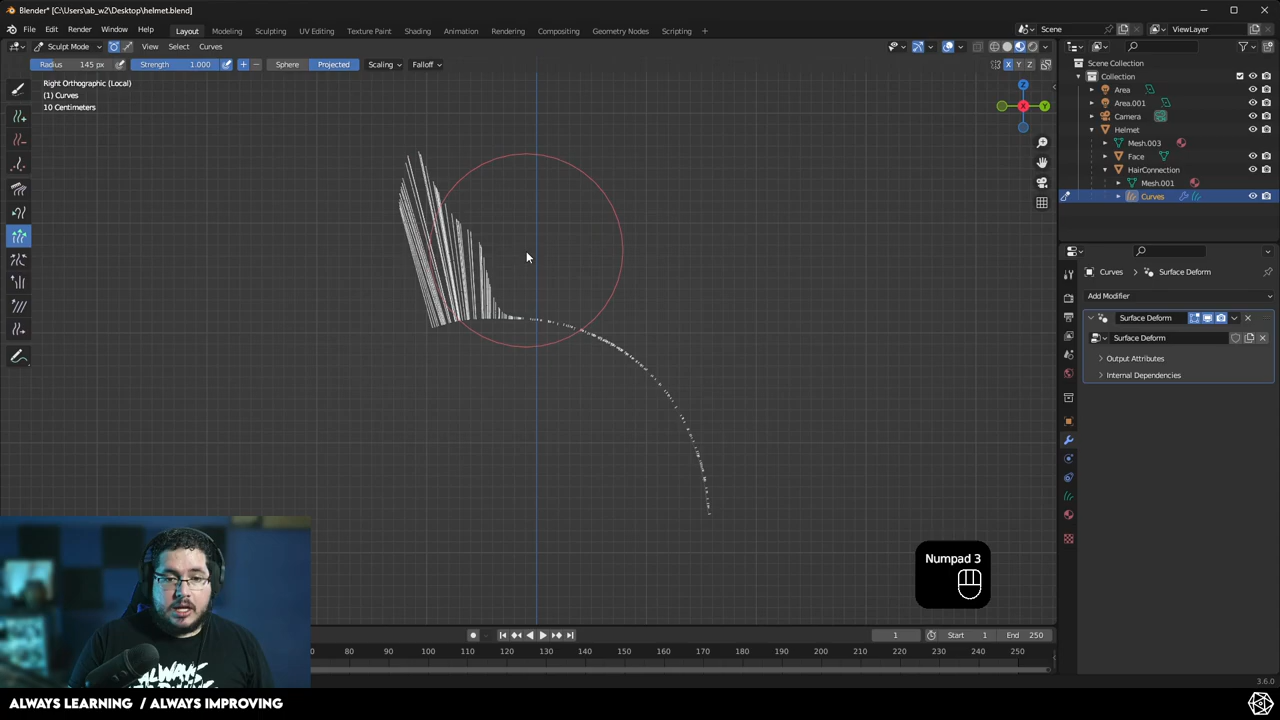 Blender* [C:\Users\ab_w2\Desktop\helmet.blend]
File Edit Render Window Help Layout Modeling Sculpting UV Editing Texture Paint Shading Animation Rendering Compositing Geometry Nodes Scripting + Scene ViewLayer
Sculpt Mode View Select Curves
Radius 145 px Strength 1.000 + − Sphere Projected Scaling Falloff X Y Z
Right Orthographic (Local)
(1) Curves
10 Centimeters
Z
X
Y
Scene Collection
Collection
Area
Area.001
Camera
Helmet
Mesh.003
Face
HairConnection
Mesh.001
Curves
Curves > Surface Deform
Add Modifier
Surface Deform
Surface Deform
Output Attributes
Internal Dependencies
Numpad 3
1 Start 1 End 250
80 90 100 110 120 130 140 150 160 170 180 190 200 210 220 230 240 250
3.6.0
ALWAYS
ALWAYS LEARNING / ALWAYS IMPROVING